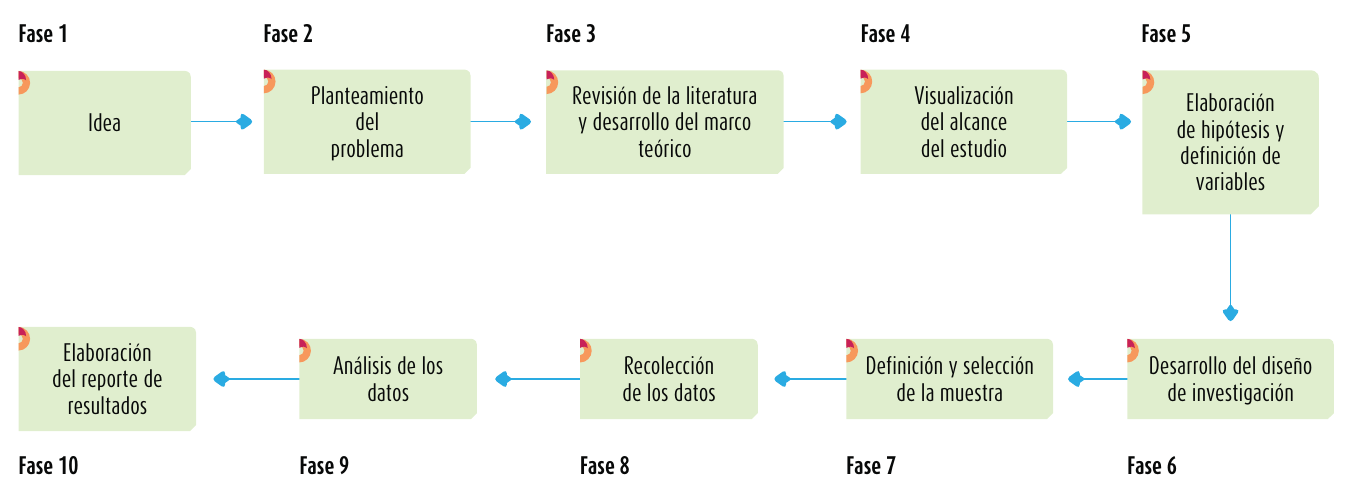 Fase 1
Idea
Fase 2
Planteamiento
del
problema
Fase 3
Revisión de la literatura
y desarrollo del marco
teórico
Fase 4
Visualización
del alcance
del estudio
Fase 5
Elaboración
de hipótesis y
definición de
variables
Desarrollo del diseño
de investigación
Fase 6
Definición y selección
de la muestra
Fase 7
Recolección
de los datos
Fase 8
Análisis de los
datos
Fase 9
Elaboración
del reporte de
resultados
Fase 10